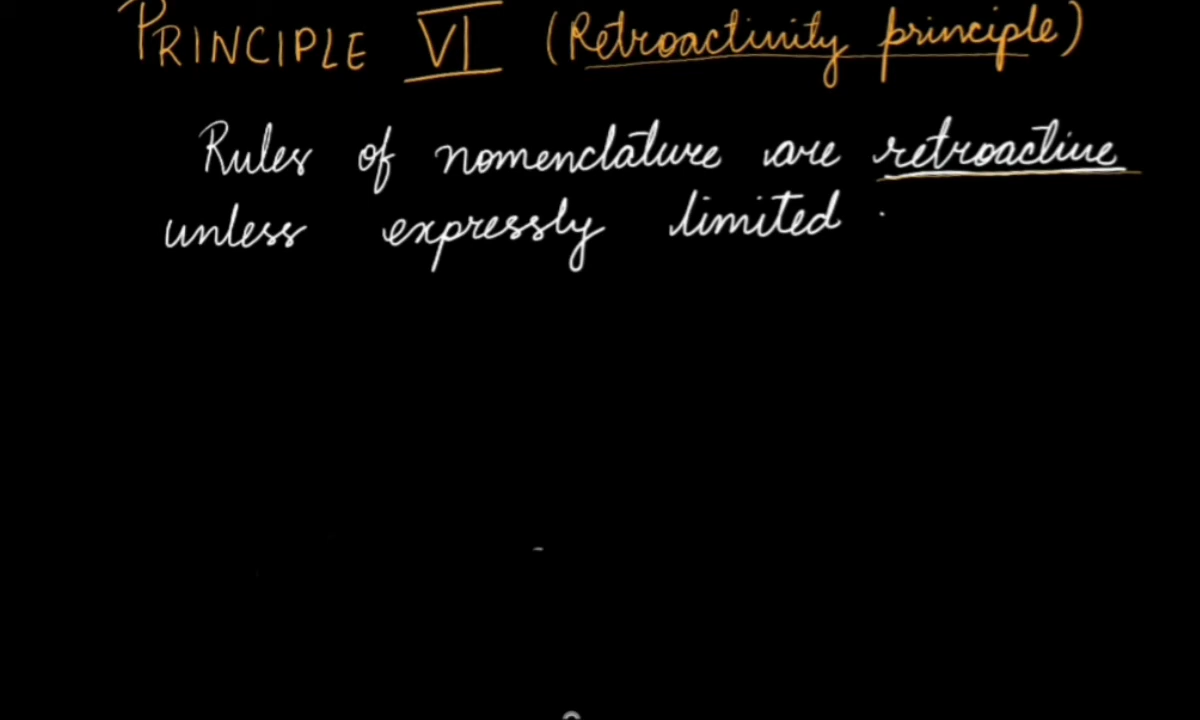 PRINCIPLE VI (Retroactivity principle)
Rules of nomenclature are retroactive
unless expressly limited .